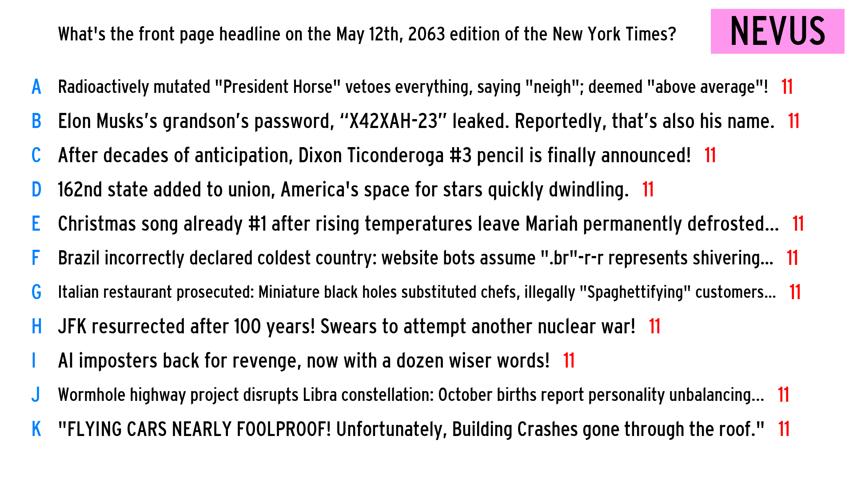 What's the front page headline on the May 12th, 2063 edition of the New York Times?
NEVUS
A Radioactively mutated "President Horse" vetoes everything, saying "neigh"; deemed "above average"! 11
B Elon Musks’s grandson’s password, “X42XAH-23” leaked. Reportedly, that’s also his name. 11
C After decades of anticipation, Dixon Ticonderoga #3 pencil is finally announced! 11
D 162nd state added to union, America's space for stars quickly dwindling. 11
E Christmas song already #1 after rising temperatures leave Mariah permanently defrosted... 11
F Brazil incorrectly declared coldest country: website bots assume ".br"-r-r represents shivering... 11
G Italian restaurant prosecuted: Miniature black holes substituted chefs, illegally "Spaghettifying" customers... 11
H JFK resurrected after 100 years! Swears to attempt another nuclear war! 11
I AI imposters back for revenge, now with a dozen wiser words! 11
J Wormhole highway project disrupts Libra constellation: October births report personality unbalancing... 11
K "FLYING CARS NEARLY FOOLPROOF! Unfortunately, Building Crashes gone through the roof." 11